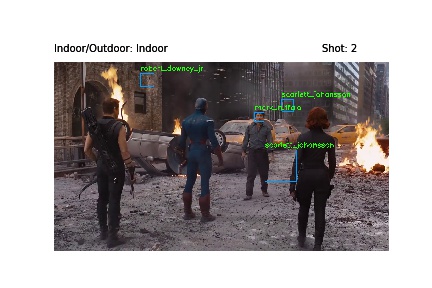 Indoor/Outdoor: Indoor
Shot: 2
robert_downey_jr.
scarlett_johansson
mark_ruffalo
scarlett_johansson